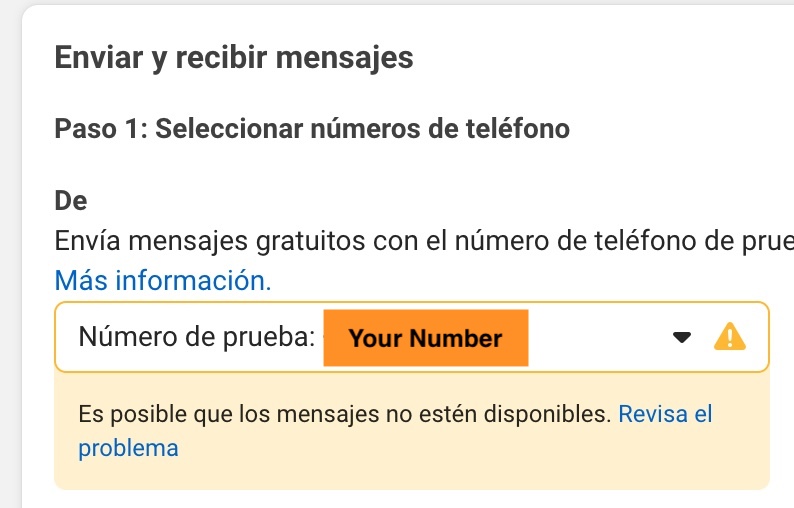 Enviar y recibir mensajes
Paso 1: Seleccionar números de teléfono
De
Envía mensajes gratuitos con el número de teléfono de prue
Más información.
Número de prueba: Your Number
Es posible que los mensajes no estén disponibles. Revisa el
problema